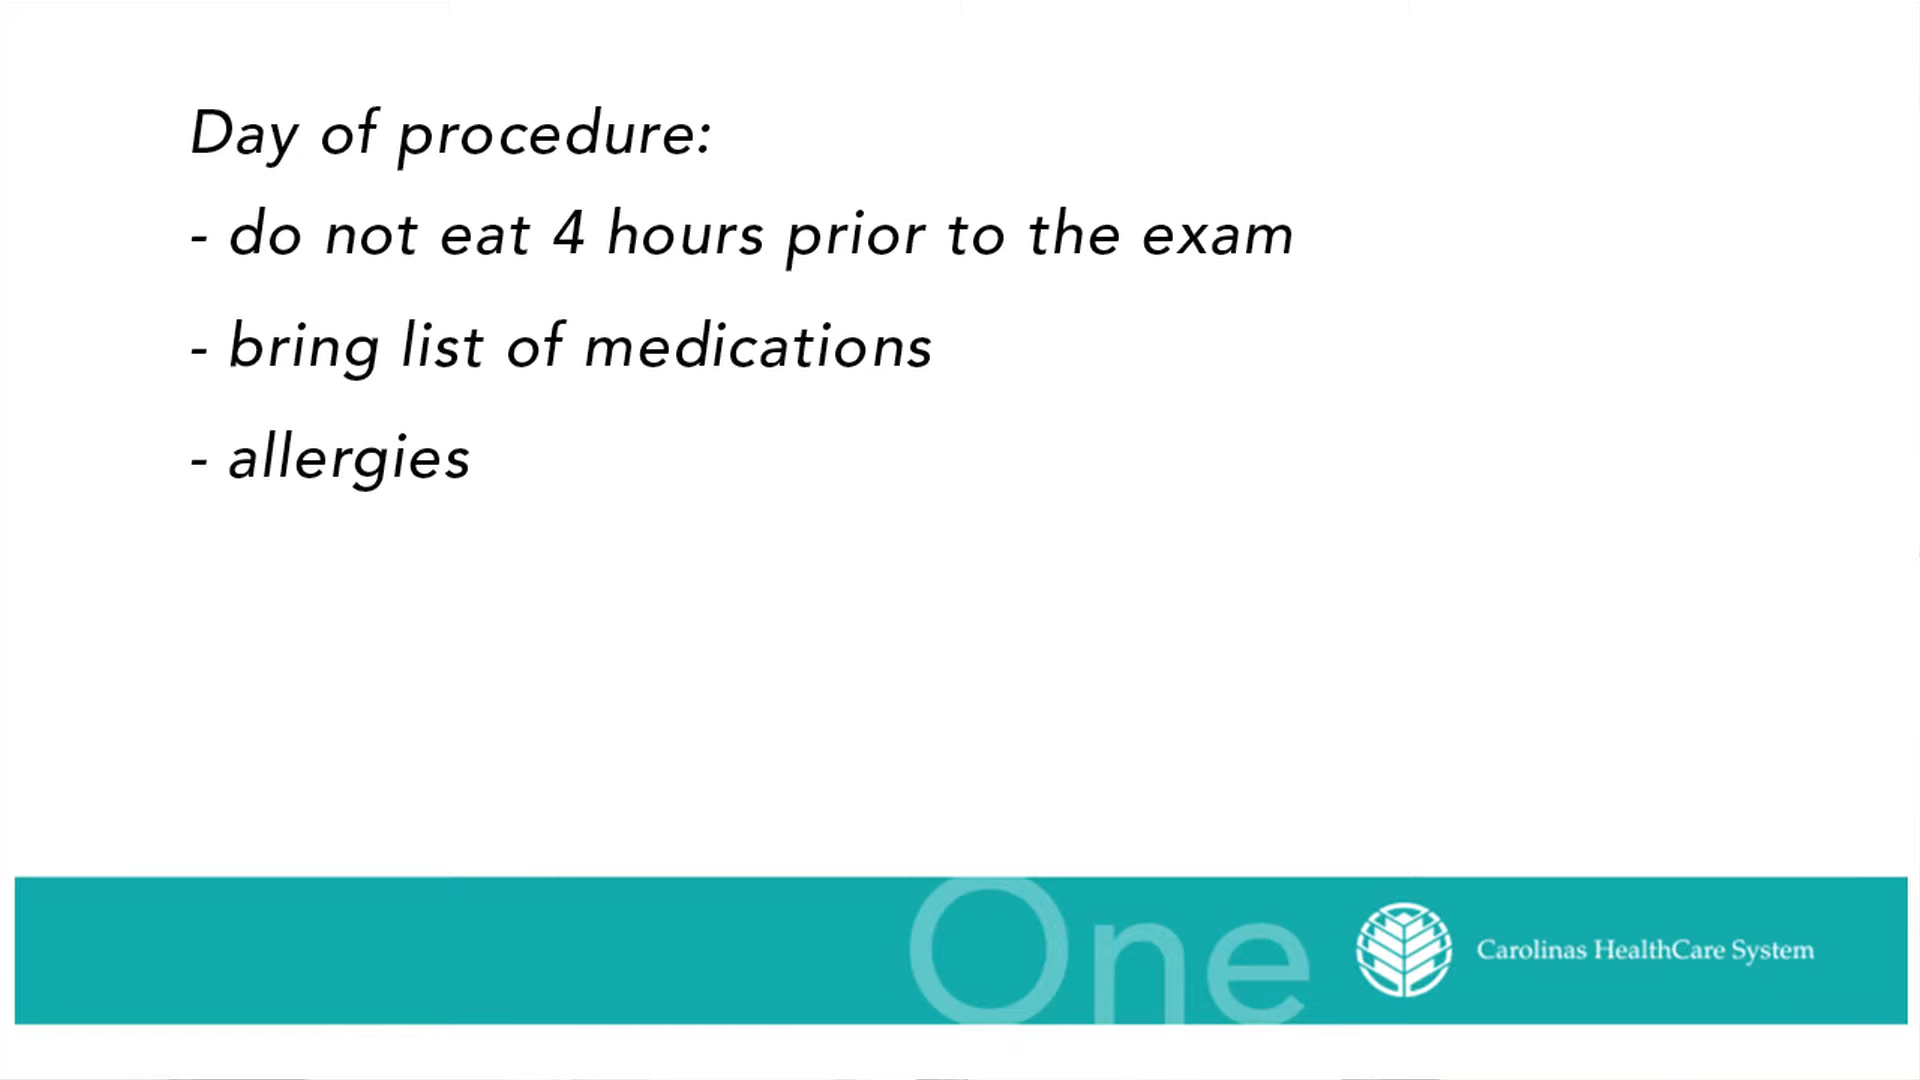 Day of procedure:
- do not eat 4 hours prior to the exam
- bring list of medications
- allergies
One
Carolinas HealthCare System